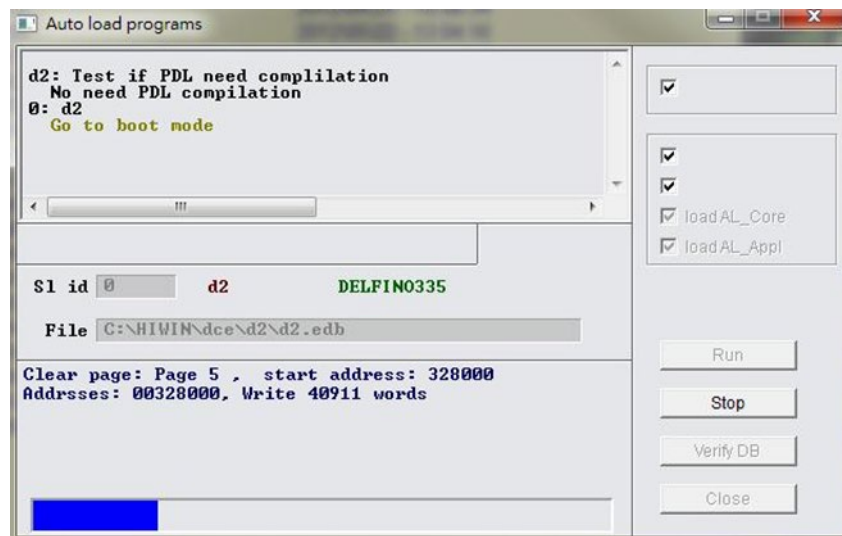 Auto load programs
d2: Test if PDL need complilation
No need PDL compilation
0: d2
Go to boot mode
load AL_Core
load AL_Appl
Sl id 0 d2 DELFINO335
File C:\HIWIN\dce\d2\d2.edb
Clear page: Page 5 , start address: 328000
Addrsses: 00328000, Write 40911 words
Run
Stop
Verify DB
Close